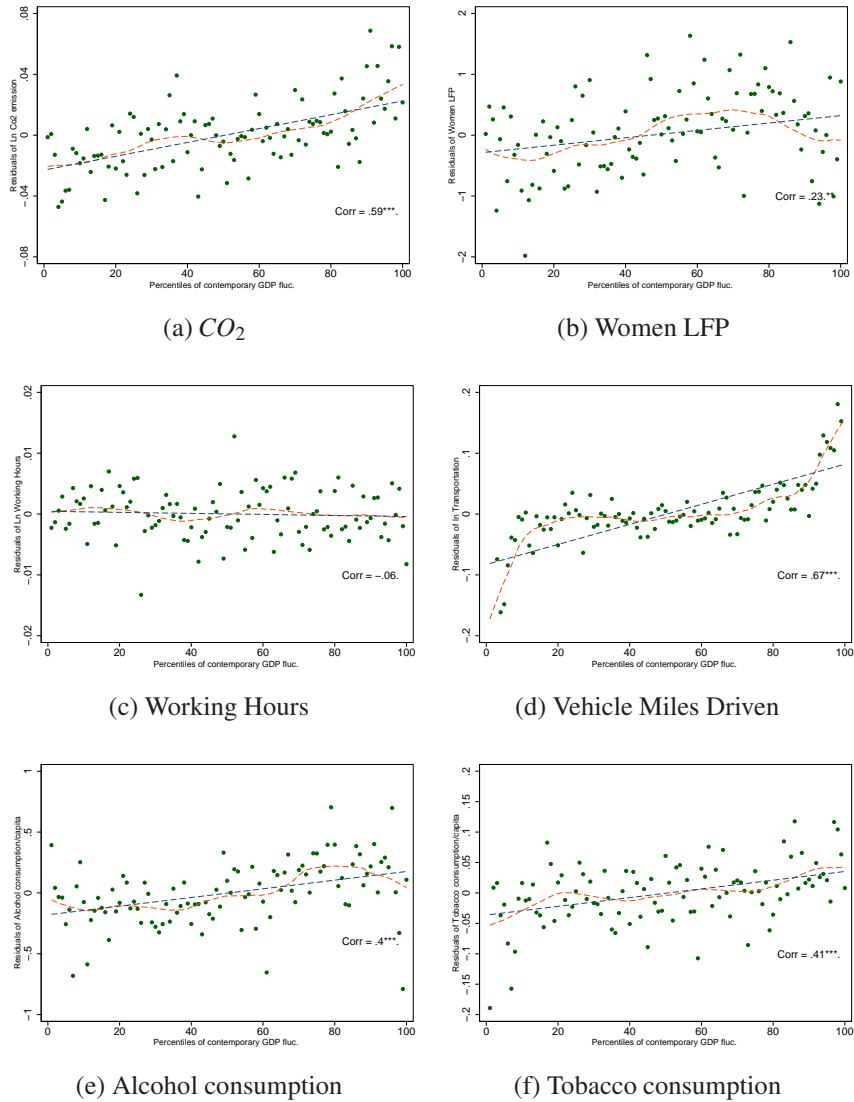 Residuals of Ln Co2 emission
.08
.04
0
−.04
−.08
Corr = .59***.
0 20 40 60 80 100
Percentiles of contemporary GDP fluc.
(a) CO2
Residuals of Women LFP
2
1
0
−1
−2
Corr = .23.**
0 20 40 60 80 100
Percentiles of contemporary GDP fluc.
(b) Women LFP
Residuals of Ln Working Hours
.02
.01
0
−.01
−.02
Corr = −.06.
0 20 40 60 80 100
Percentiles of contemporary GDP fluc.
(c) Working Hours
Residuals of ln Transportation
.2
.1
0
−.1
−.2
Corr = .67***.
0 20 40 60 80 100
Percentiles of contemporary GDP fluc.
(d) Vehicle Miles Driven
Residuals of Alcohol consumption/capita
1
.5
0
−.5
−1
Corr = .4***.
0 20 40 60 80 100
Percentiles of contemporary GDP fluc.
(e) Alcohol consumption
Residuals of Tobacco consumption/capita
.2
.15
.1
.05
0
−.05
−.1
−.15
−.2
Corr = .41***.
0 20 40 60 80 100
Percentiles of contemporary GDP fluc.
(f) Tobacco consumption